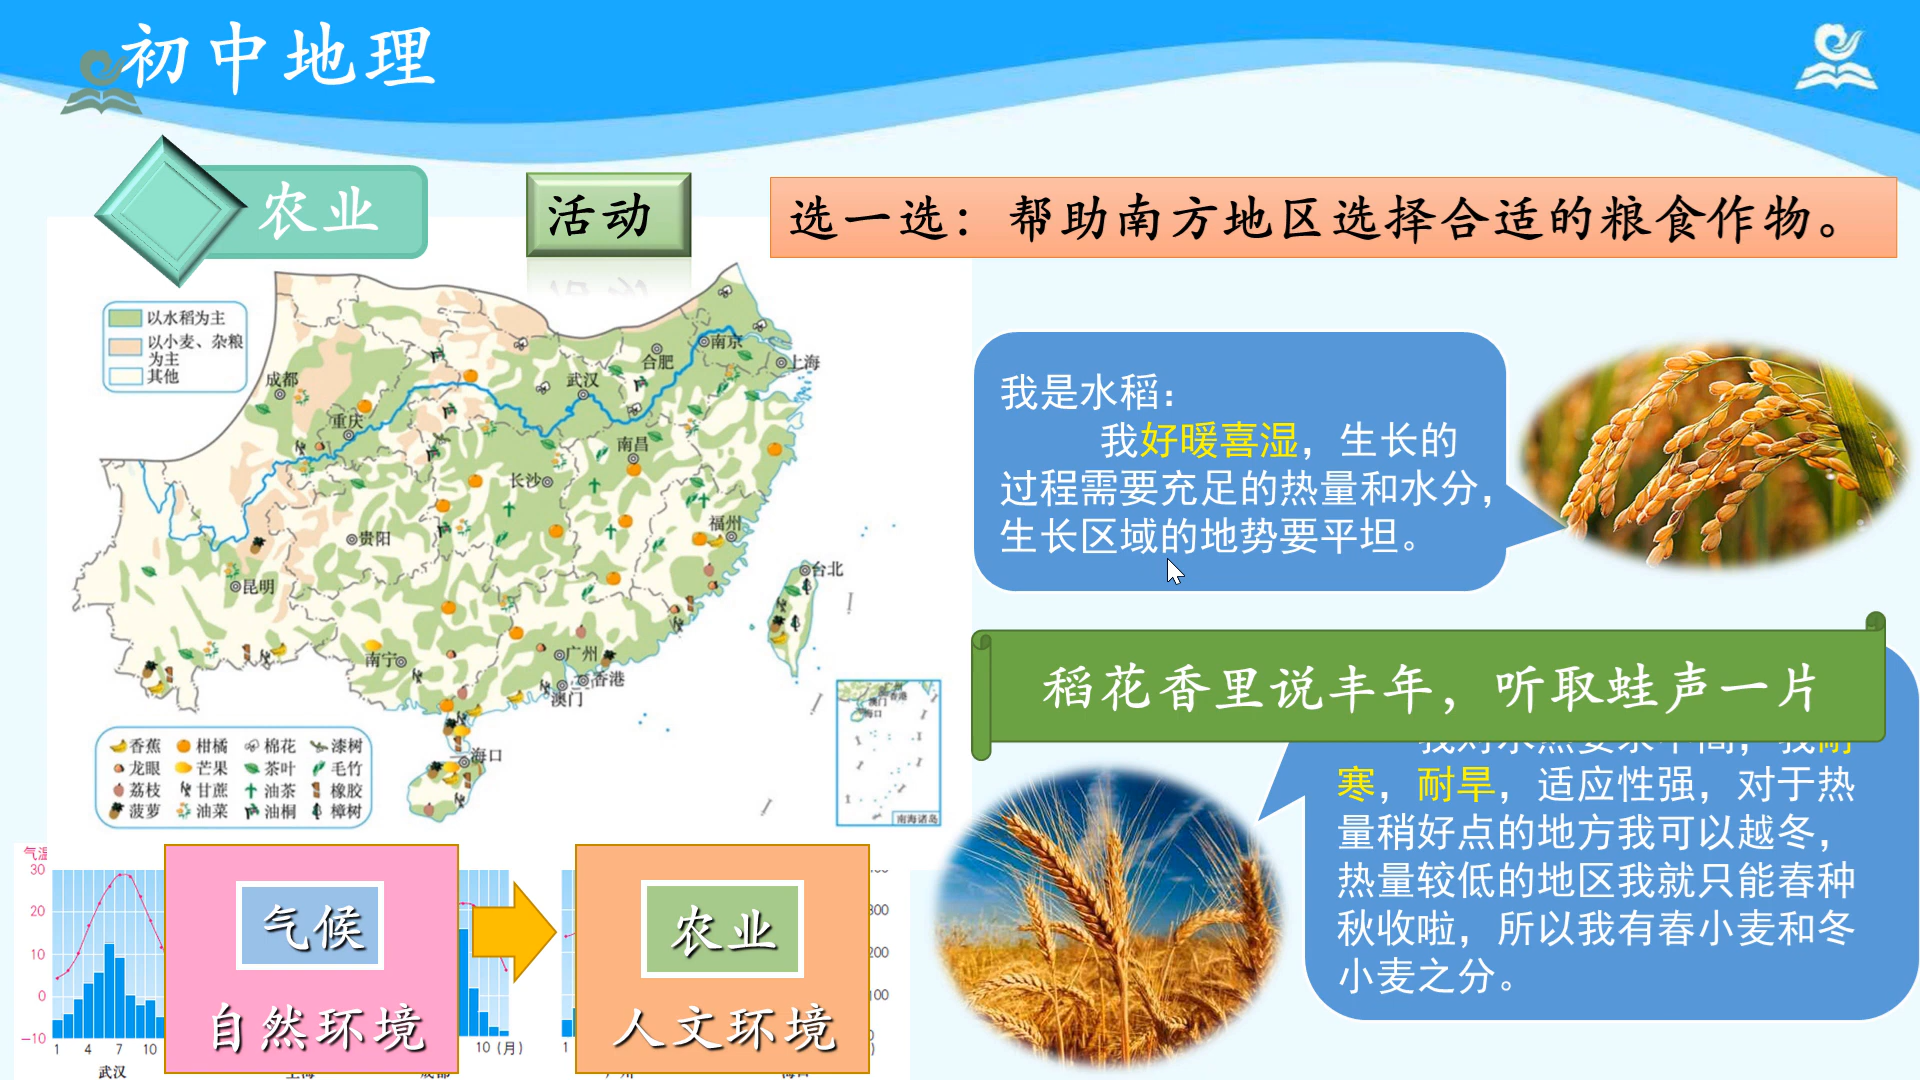 初中地理
农业
活动
选一选：帮助南方地区选择合适的粮食作物。
以水稻为主
以小麦、杂粮
为主
其他
成都
重庆
武汉
合肥
南京
上海
南昌
长沙
贵阳
福州
昆明
台北
南宁
广州
香港
澳门
海口
香蕉 柑橘 棉花 漆树
龙眼 芒果 茶叶 毛竹
荔枝 甘蔗 油茶 橡胶
菠萝 油菜 油桐 樟树
南海诸岛
我是水稻：
我好暖喜湿，生长的
过程需要充足的热量和水分，
生长区域的地势要平坦。
稻花香里说丰年，听取蛙声一片
寒，耐旱，适应性强，对于热
量稍好点的地方我可以越冬，
热量较低的地区我就只能春种
秋收啦，所以我有春小麦和冬
小麦之分。
气温
30
20
10
0
-10
1 4 7 10
武汉
气候
自然环境
10 (月)
农业
人文环境
300
200
100
1